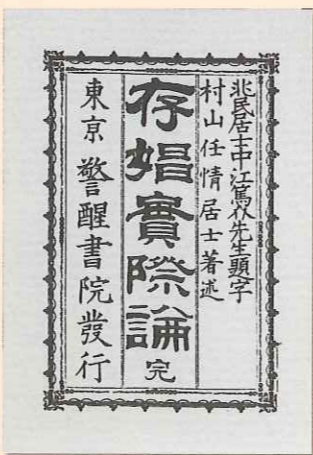 兆民居士中江篤介先生題字
村山任情居士著述
存娼實際論 完
東京 警醒書院發行